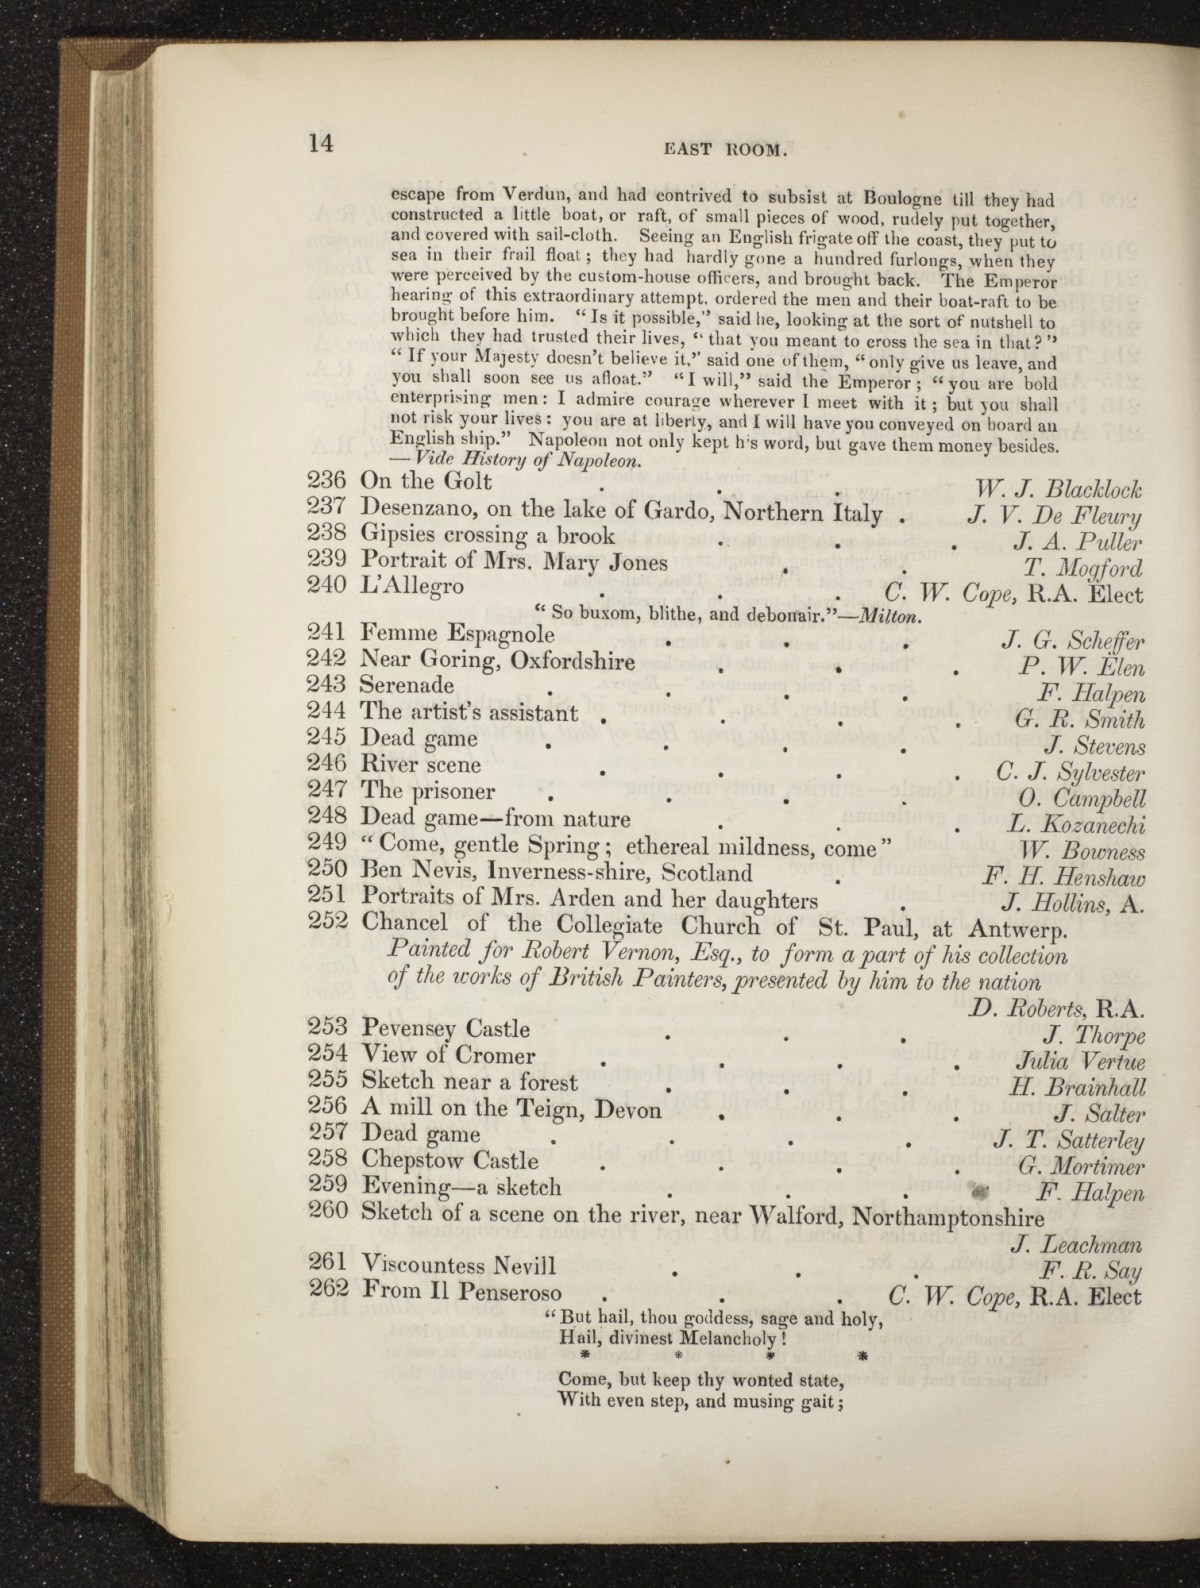 14
EAST ROOM.
escape from Verdun, and had contrived to subsist at Boulogne till they had
constructed a little boat, or raft, of small pieces of wood, rudely put together,
and covered with sail-cloth. Seeing an English frigate off the coast, they put to
sea in their frail float; they had hardly gone a hundred furlongs, when they
were perceived by the custom-house officers, and brought back. The Emperor
hearing of this extraordinary attempt, ordered the men and their boat-raft to be
brought before him. “Is it possible,” said he, looking at the sort of nutshell to
which they had trusted their lives, “that you meant to cross the sea in that?”
“If your Majesty doesn't believe it,” said one of them, “only give us leave, and
you shall soon see us afloat.” “I will,” said the Emperor; “you are bold
enterprising men: I admire courage wherever I meet with it; but you shall
not risk your lives: you are at liberty, and I will have you conveyed on board an
English ship.” Napoleon not only kept his word, but gave them money besides.
—Vide History of Napoleon.
236 On the Golt . . . W. J. Blacklock
237 Desenzano, on the lake of Gardo, Northern Italy . J. V. De Fleury
238 Gipsies crossing a brook . . . J. A. Puller
239 Portrait of Mrs. Mary Jones . . T. Mogford
240 L'Allegro . . . C. W. Cope, R.A. Elect
“So buxom, blithe, and debonair.”—Milton.
241 Femme Espagnole . . . J. G. Scheffer
242 Near Goring, Oxfordshire . . . P. W. Elen
243 Serenade . . . . F. Halpen
244 The artist's assistant . . . . G. R. Smith
245 Dead game . . . . J. Stevens
246 River scene . . . . C. J. Sylvester
247 The prisoner . . . . O. Campbell
248 Dead game—from nature . . . L. Kozanechi
249 “Come, gentle Spring; ethereal mildness, come” W. Bowness
250 Ben Nevis, Inverness-shire, Scotland . F. H. Henshaw
251 Portraits of Mrs. Arden and her daughters . J. Hollins, A.
252 Chancel of the Collegiate Church of St. Paul, at Antwerp.
Painted for Robert Vernon, Esq., to form a part of his collection
of the works of British Painters, presented by him to the nation
D. Roberts, R.A.
253 Pevensey Castle . . . J. Thorpe
254 View of Cromer . . . . Julia Vertue
255 Sketch near a forest . . . H. Brainhall
256 A mill on the Teign, Devon . . . J. Salter
257 Dead game . . . . J. T. Satterley
258 Chepstow Castle . . . . G. Mortimer
259 Evening—a sketch . . . F. Halpen
260 Sketch of a scene on the river, near Walford, Northamptonshire
J. Leachman
261 Viscountess Nevill . . . F. R. Say
262 From Il Penseroso . . . C. W. Cope, R.A. Elect
“But hail, thou goddess, sage and holy,
Hail, divinest Melancholy!
* * * *
Come, but keep thy wonted state,
With even step, and musing gait;